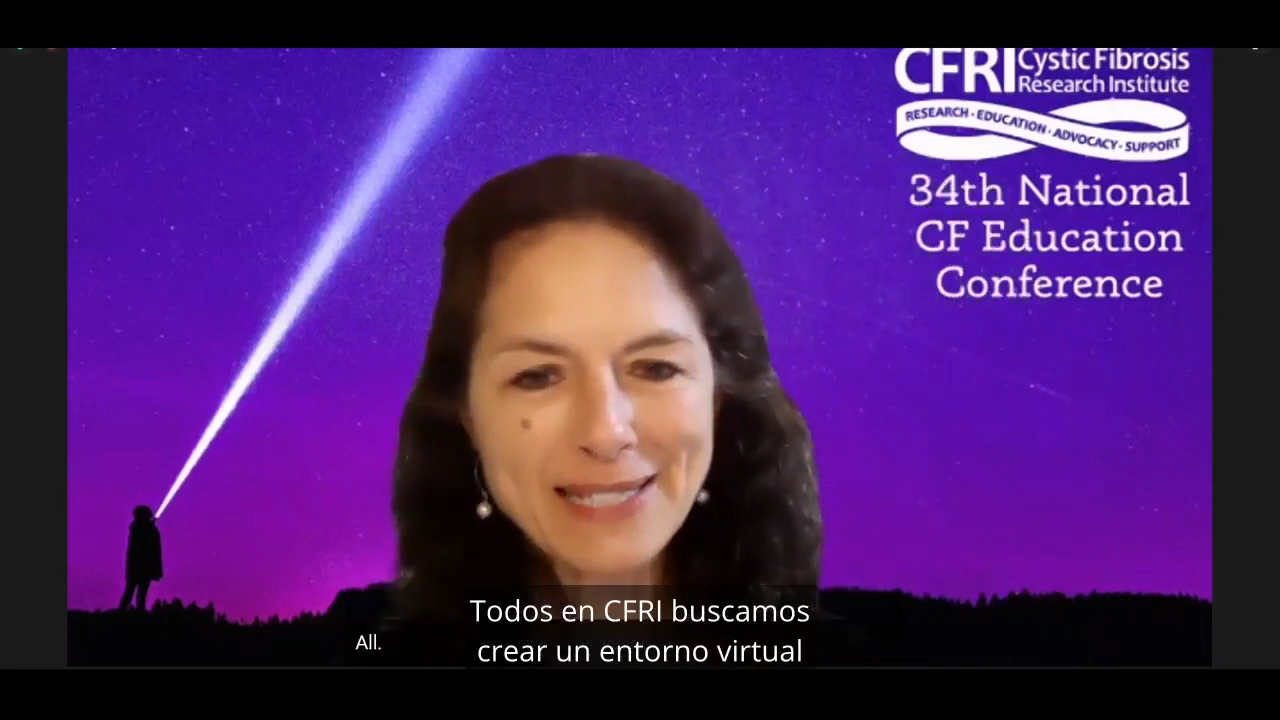 CFRI Cystic Fibrosis
Research Institute
RESEARCH · EDUCATION · ADVOCACY · SUPPORT
34th National
CF Education
Conference
Todos en CFRI buscamos
crear un entorno virtual
All.